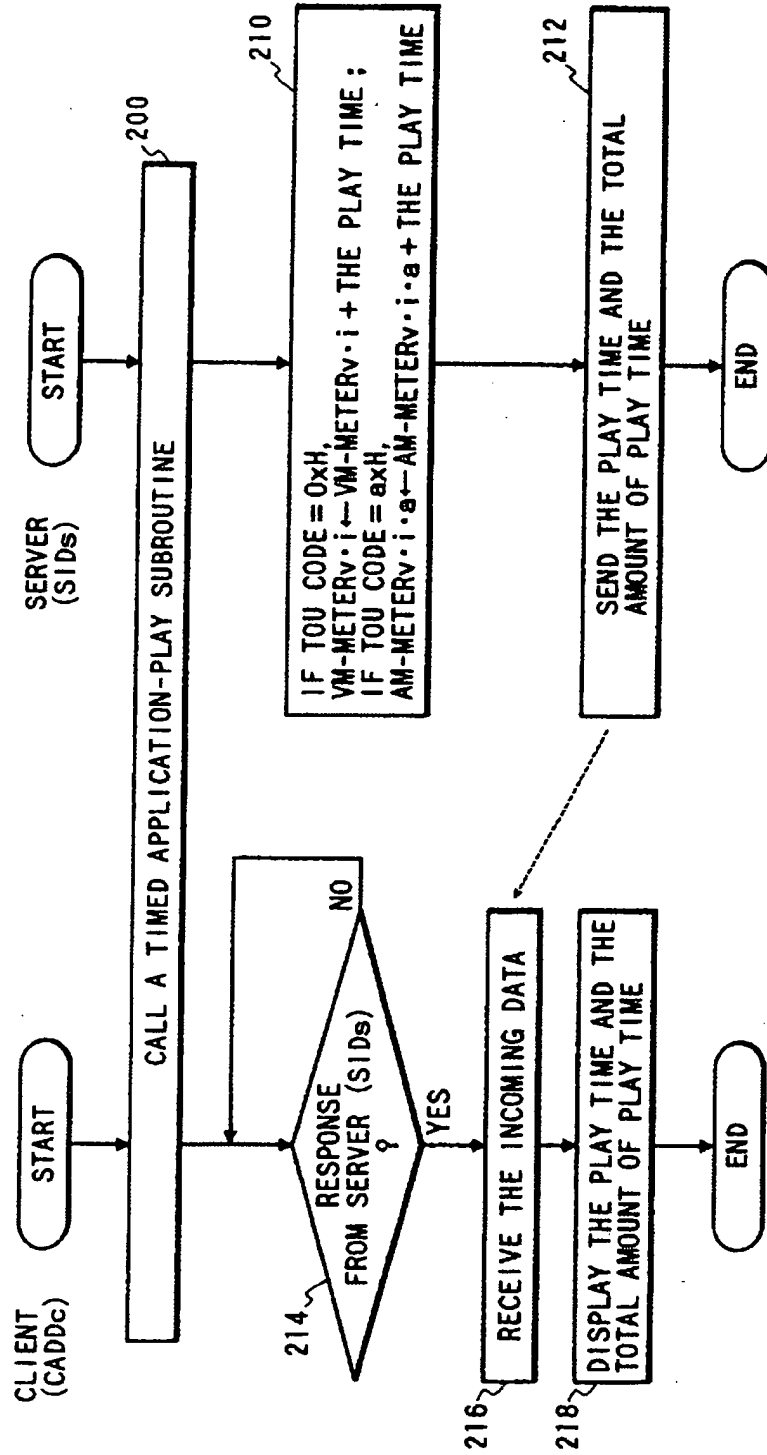 CLIENT
(CADDc)
START
SERVER
(SIDs)
START
200
CALL A TIMED APPLICATION-PLAY SUBROUTINE
214
RESPONSE
FROM SERVER (SIDs)
?
NO
YES
210
IF TOU CODE=0xH,
VM-METERv·i←VM-METERv·i+THE PLAY TIME;
IF TOU CODE=axH,
AM-METERv·i·a←AM-METERv·i·a+THE PLAY TIME
212
SEND THE PLAY TIME AND THE TOTAL
AMOUNT OF PLAY TIME
216
RECEIVE THE INCOMING DATA
218
DISPLAY THE PLAY TIME AND THE
TOTAL AMOUNT OF PLAY TIME
END
END